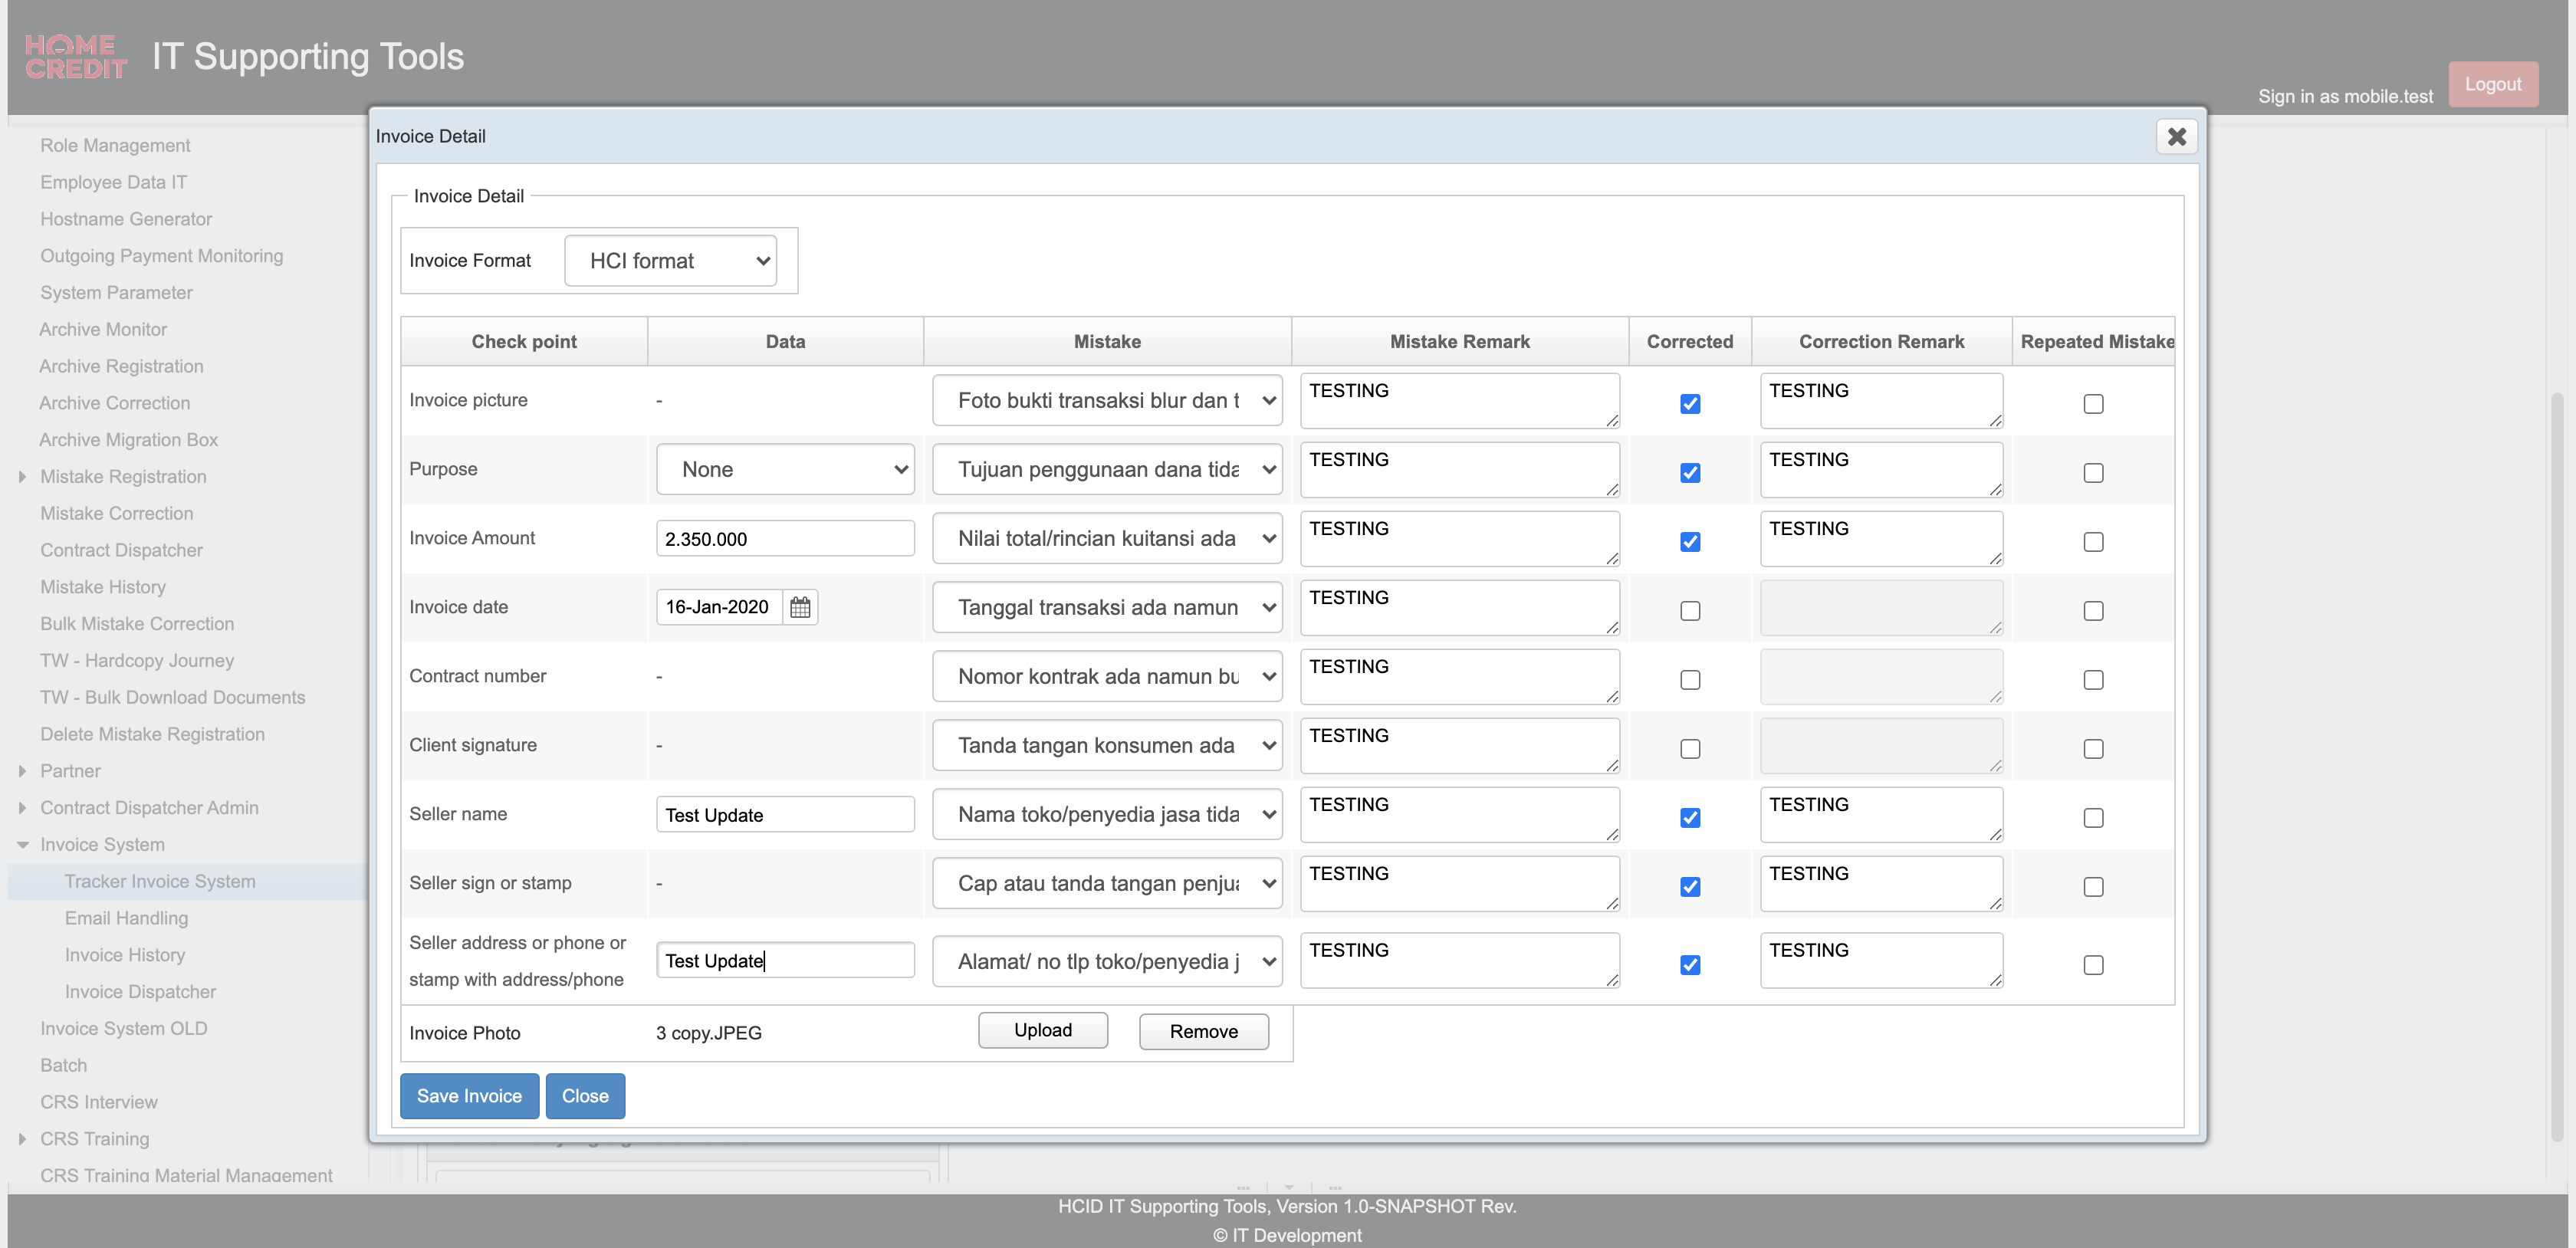 HOME
CREDIT
IT Supporting Tools
Sign in as mobile.test
Logout
Role Management
Employee Data IT
Hostname Generator
Outgoing Payment Monitoring
System Parameter
Archive Monitor
Archive Registration
Archive Correction
Archive Migration Box
Mistake Registration
Mistake Correction
Contract Dispatcher
Mistake History
Bulk Mistake Correction
TW - Hardcopy Journey
TW - Bulk Download Documents
Delete Mistake Registration
Partner
Contract Dispatcher Admin
Invoice System
Tracker Invoice System
Email Handling
Invoice History
Invoice Dispatcher
Invoice System OLD
Batch
CRS Interview
CRS Training
CRS Training Material Management
Invoice Detail
Invoice Detail
Invoice Format HCI format
Check point Data Mistake Mistake Remark Corrected Correction Remark Repeated Mistake
Invoice picture - Foto bukti transaksi blur dan t TESTING TESTING
Purpose None Tujuan penggunaan dana tida TESTING TESTING
Invoice Amount 2.350.000 Nilai total/rincian kuitansi ada TESTING TESTING
Invoice date 16-Jan-2020 Tanggal transaksi ada namun TESTING
Contract number - Nomor kontrak ada namun bu TESTING
Client signature - Tanda tangan konsumen ada TESTING
Seller name Test Update Nama toko/penyedia jasa tida TESTING TESTING
Seller sign or stamp - Cap atau tanda tangan penjua TESTING TESTING
Seller address or phone or
stamp with address/phone Test Update Alamat/ no tlp toko/penyedia j TESTING TESTING
Invoice Photo 3 copy.JPEG Upload Remove
Save Invoice Close
HCID IT Supporting Tools, Version 1.0-SNAPSHOT Rev.
© IT Development